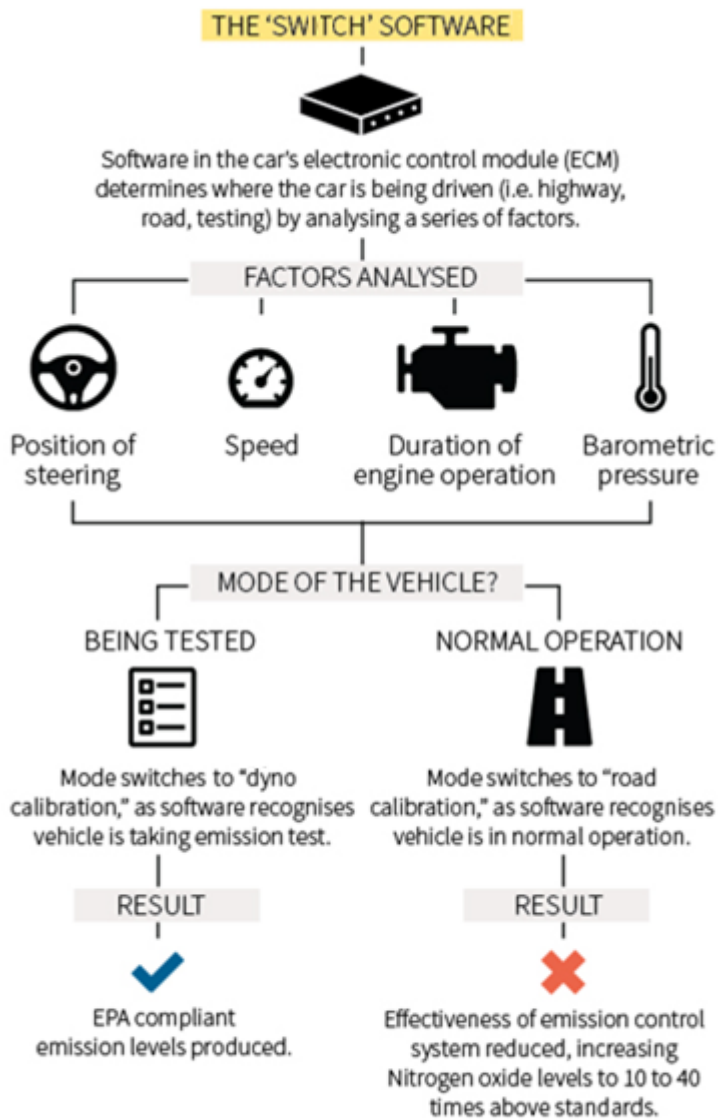 THE ‘SWITCH’ SOFTWARE
Software in the car's electronic control module (ECM)
determines where the car is being driven (i.e. highway,
road, testing) by analysing a series of factors.
FACTORS ANALYSED
Position of
steering
Speed
Duration of
engine operation
Barometric
pressure
MODE OF THE VEHICLE?
BEING TESTED
Mode switches to “dyno
calibration,” as software recognises
vehicle is taking emission test.
RESULT
EPA compliant
emission levels produced.
NORMAL OPERATION
Mode switches to “road
calibration,” as software recognises
vehicle is in normal operation.
RESULT
Effectiveness of emission control
system reduced, increasing
Nitrogen oxide levels to 10 to 40
times above standards.